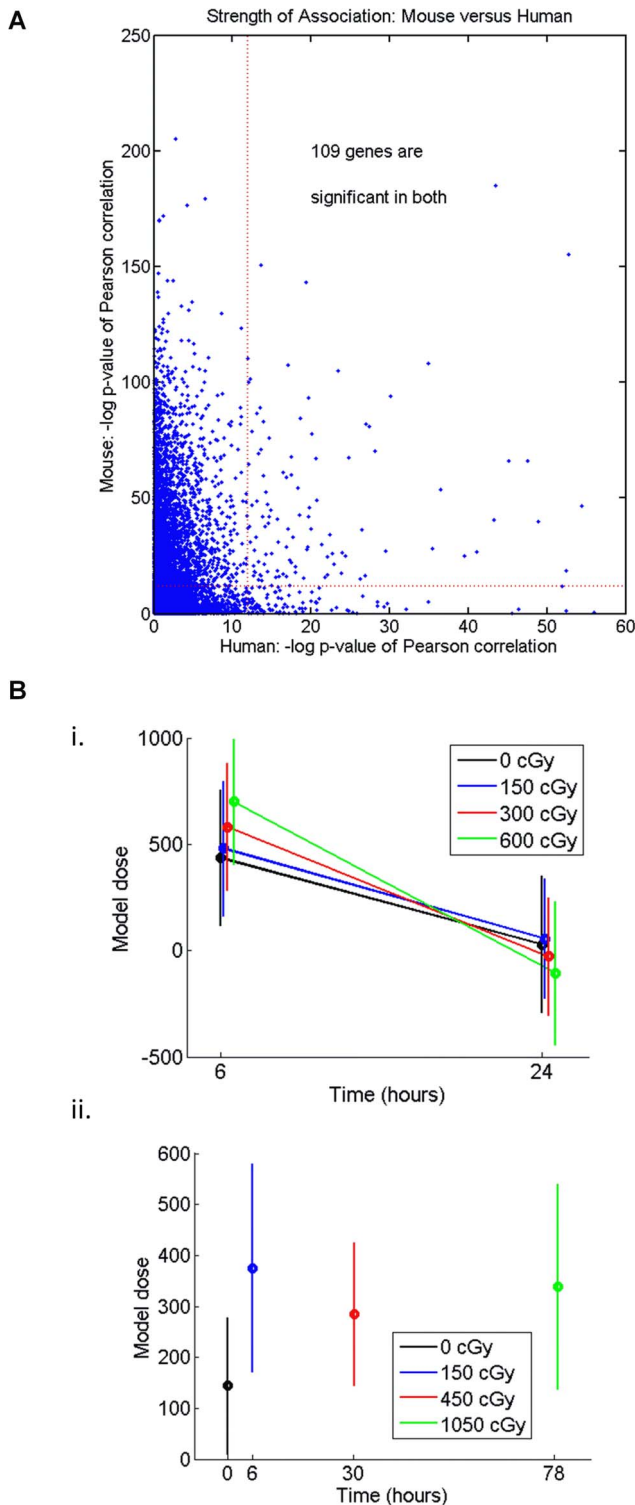 A
Strength of Association: Mouse versus Human
250
200
150
100
50
0
Mouse: -log p-value of Pearson correlation
109 genes are
significant in both
0 10 20 30 40 50 60
Human: -log p-value of Pearson correlation
B
i.
1000
500
0
-500
Model dose
0 cGy
150 cGy
300 cGy
600 cGy
6 24
Time (hours)
ii.
600
500
400
300
200
100
0
Model dose
0 cGy
150 cGy
450 cGy
1050 cGy
0 6 30 78
Time (hours)